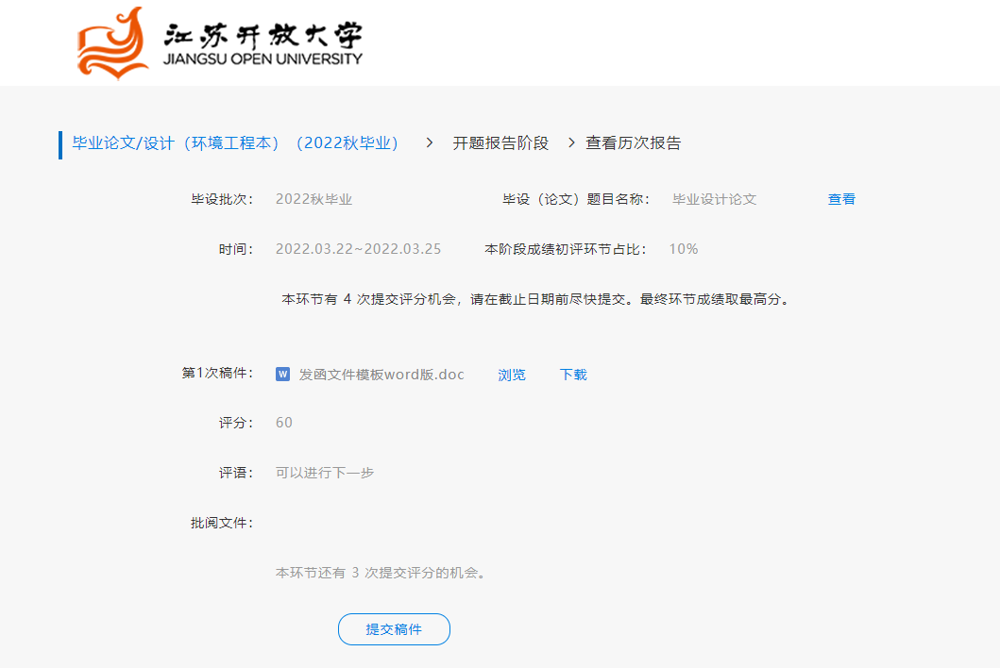 江苏开放大学
JIANGSU OPEN UNIVERSITY
毕业论文/设计（环境工程本）（2022秋毕业） > 开题报告阶段 > 查看历次报告
毕设批次： 2022秋毕业 毕设（论文）题目名称： 毕业设计论文 查看
时间： 2022.03.22~2022.03.25 本阶段成绩初评环节占比： 10%
本环节有 4 次提交评分机会，请在截止日期前尽快提交。最终环节成绩取最高分。
第1次稿件： W 发函文件模板word版.doc 浏览 下载
评分： 60
评语： 可以进行下一步
批阅文件：
本环节还有 3 次提交评分的机会。
提交稿件